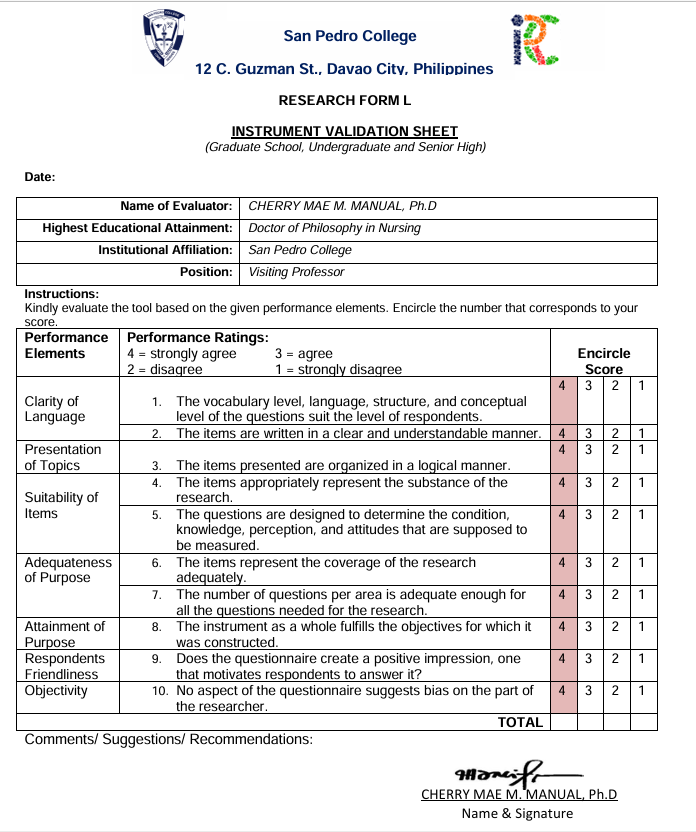 San Pedro College
12 C. Guzman St., Davao City, Philippines
RESEARCH FORM L
INSTRUMENT VALIDATION SHEET
(Graduate School, Undergraduate and Senior High)
Date:
Name of Evaluator: CHERRY MAE M. MANUAL, Ph.D
Highest Educational Attainment: Doctor of Philosophy in Nursing
Institutional Affiliation: San Pedro College
Position: Visiting Professor
Instructions:
Kindly evaluate the tool based on the given performance elements. Encircle the number that corresponds to your
score.
Performance Elements
Performance Ratings:
4 = strongly agree 3 = agree
2 = disagree 1 = strongly disagree
Encircle
Score
Clarity of
Language
1. The vocabulary level, language, structure, and conceptual
level of the questions suit the level of respondents.
4 3 2 1
2. The items are written in a clear and understandable manner. 4 3 2 1
Presentation
of Topics
3. The items presented are organized in a logical manner.
4 3 2 1
Suitability of
Items
4. The items appropriately represent the substance of the
research.
4 3 2 1
5. The questions are designed to determine the condition,
knowledge, perception, and attitudes that are supposed to
be measured.
4 3 2 1
Adequateness
of Purpose
6. The items represent the coverage of the research
adequately.
4 3 2 1
7. The number of questions per area is adequate enough for
all the questions needed for the research.
4 3 2 1
Attainment of
Purpose
8. The instrument as a whole fulfills the objectives for which it
was constructed.
4 3 2 1
Respondents
Friendliness
9. Does the questionnaire create a positive impression, one
that motivates respondents to answer it?
4 3 2 1
Objectivity
10. No aspect of the questionnaire suggests bias on the part of
the researcher.
4 3 2 1
TOTAL
Comments/ Suggestions/ Recommendations:
CHERRY MAE M. MANUAL, Ph.D
Name & Signature